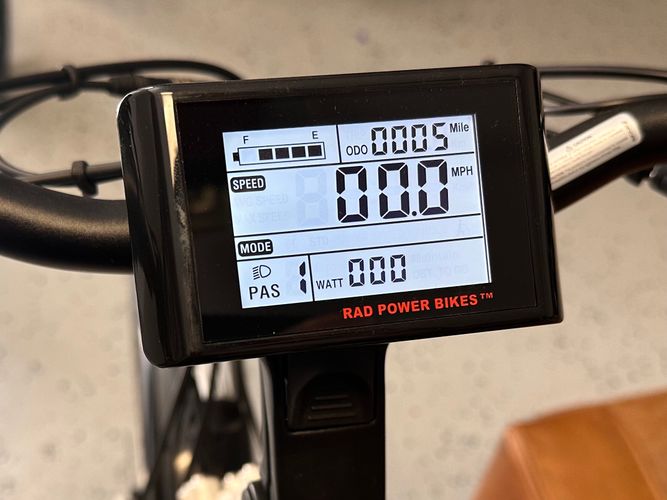 F E
ODO 0005 Mile
SPEED
00.0 MPH
MODE
PAS 1
WATT 000
RAD POWER BIKES™